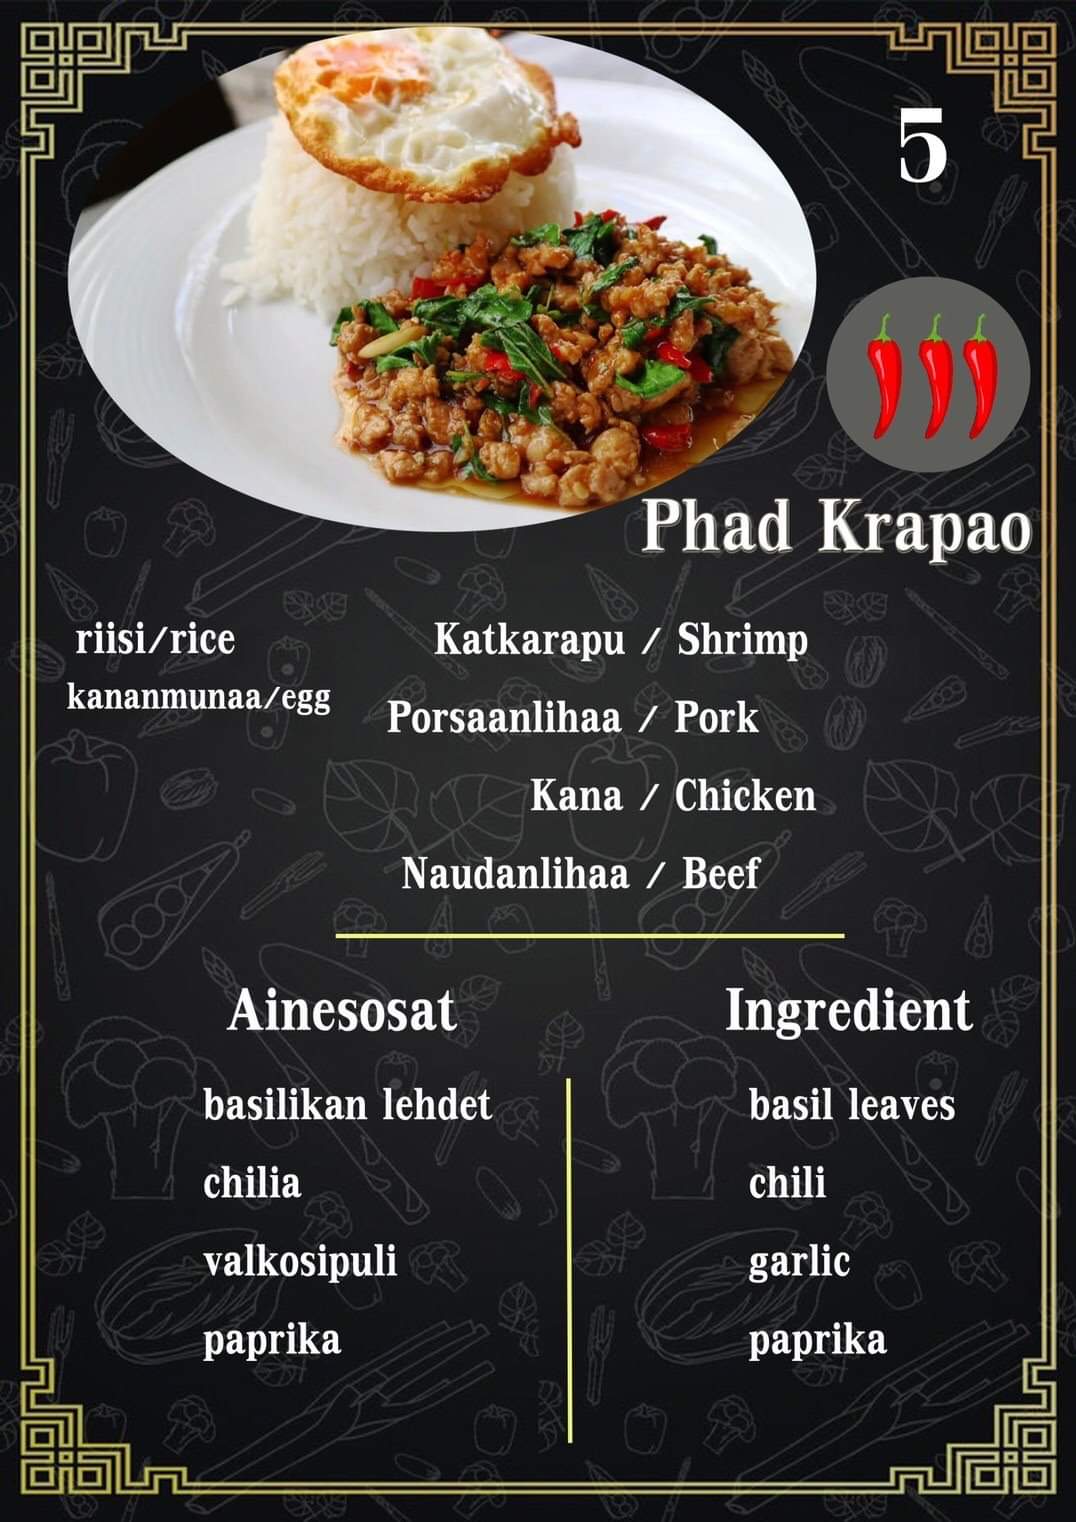 5
Phad Krapao
riisi/rice
kananmunaa/egg
Katkarapu / Shrimp
Porsaanlihaa / Pork
Kana / Chicken
Naudanlihaa / Beef
Ainesosat
basilikan lehdet
chilia
valkosipuli
paprika
Ingredient
basil leaves
chili
garlic
paprika